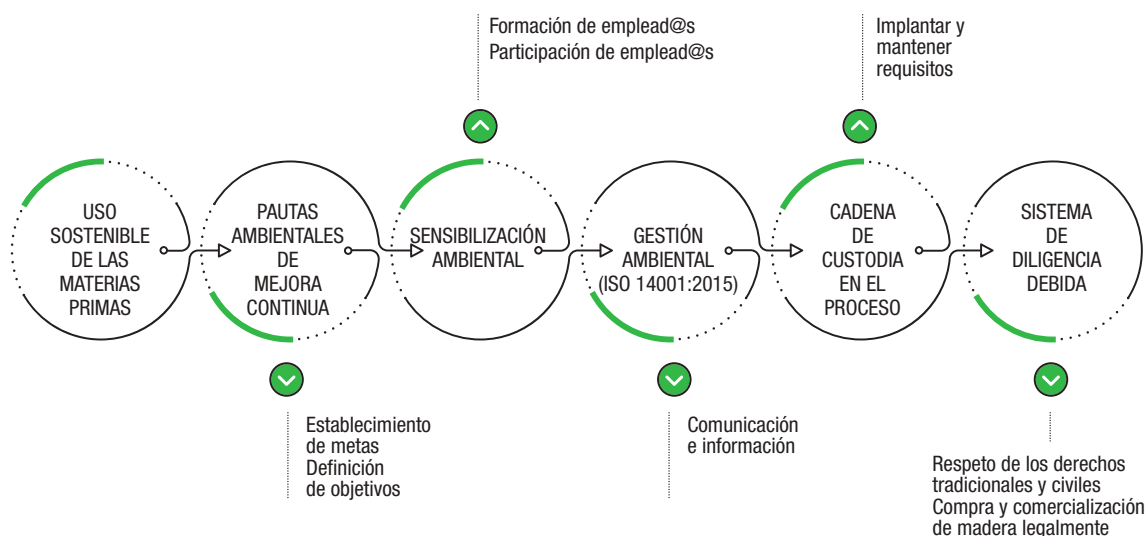 Formación de emplead@s
Participación de emplead@s
Implantar y
mantener
requisitos
USO
SOSTENIBLE
DE LAS
MATERIAS
PRIMAS
PAUTAS
AMBIENTALES
DE
MEJORA
CONTINUA
SENSIBILIZACIÓN
AMBIENTAL
GESTIÓN
AMBIENTAL
(ISO 14001:2015)
CADENA
DE
CUSTODIA
EN EL
PROCESO
SISTEMA
DE
DILIGENCIA
DEBIDA
Establecimiento
de metas
Definición
de objetivos
Comunicación
e información
Respeto de los derechos
tradicionales y civiles
Compra y comercialización
de madera legalmente